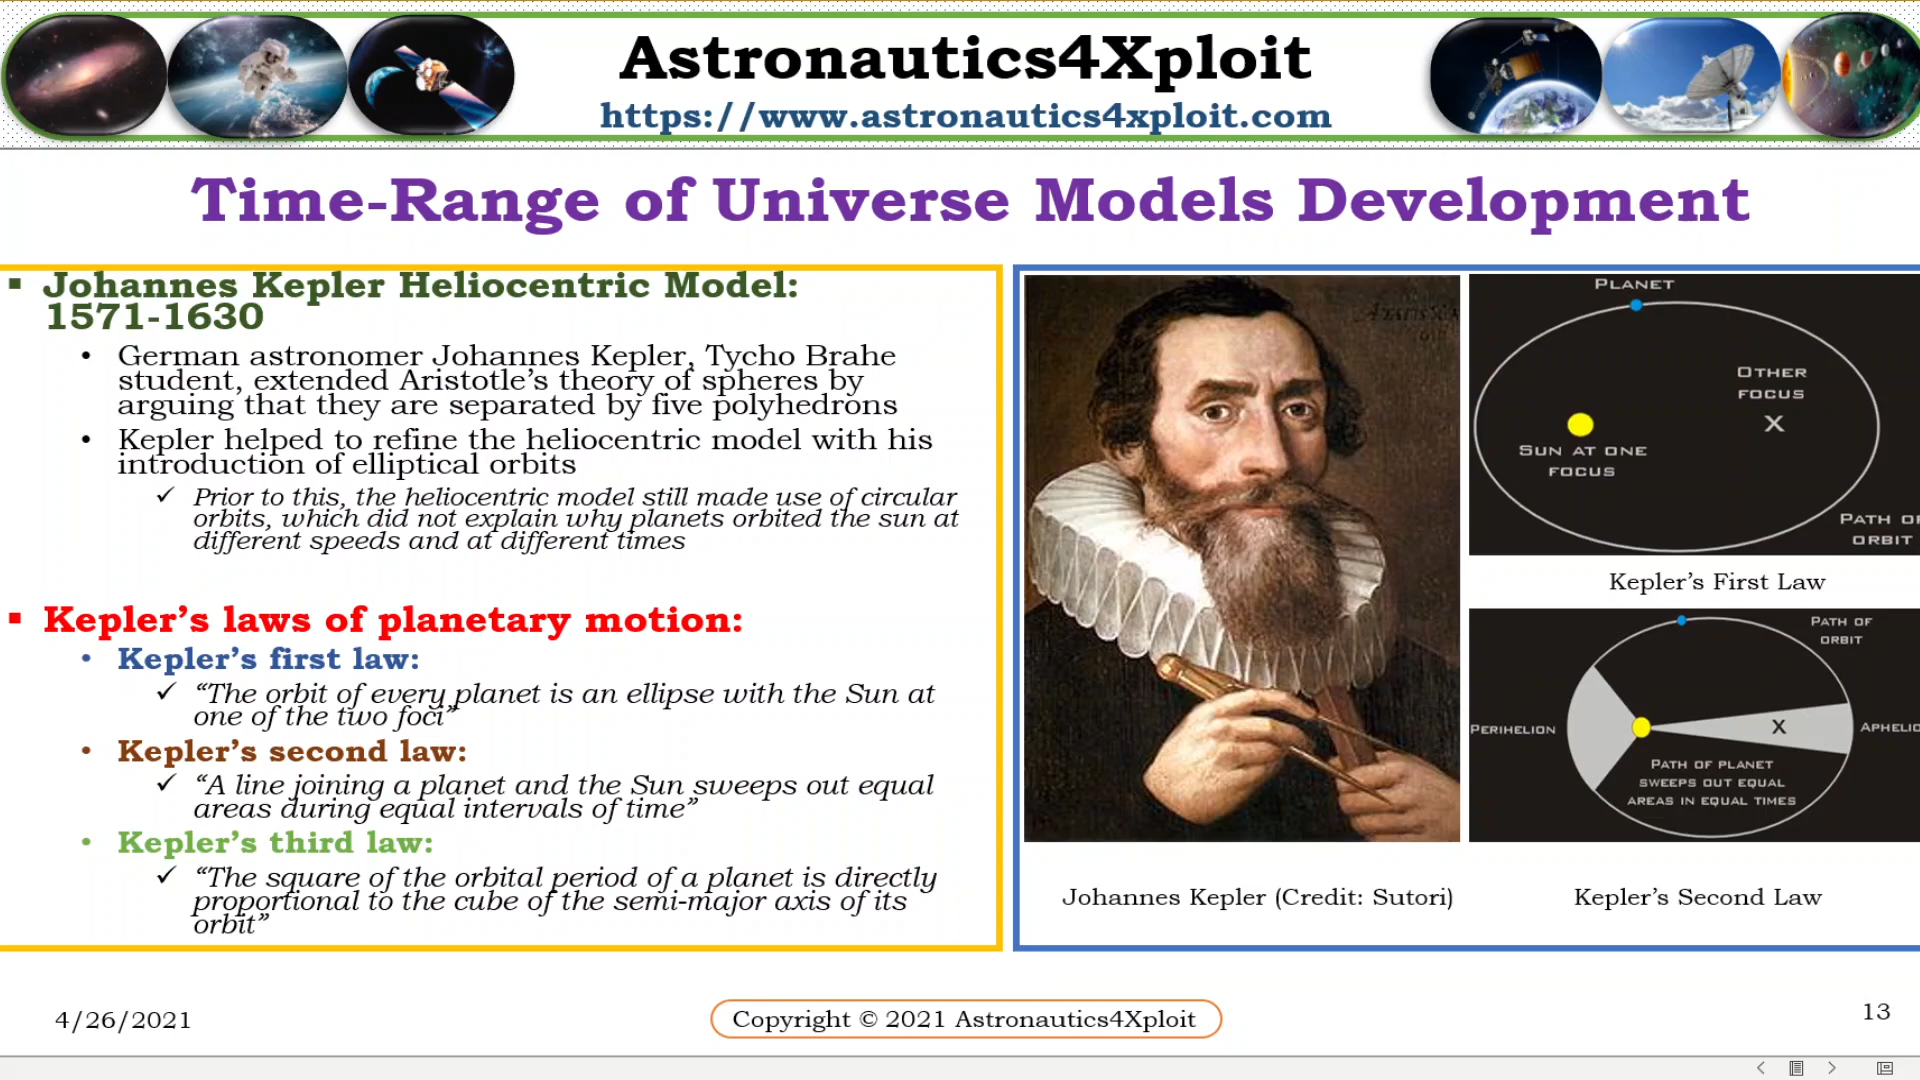 Astronautics4Xploit
https://www.astronautics4xploit.com
Time-Range of Universe Models Development
▪ Johannes Kepler Heliocentric Model:
1571-1630
• German astronomer Johannes Kepler, Tycho Brahe
student, extended Aristotle’s theory of spheres by
arguing that they are separated by five polyhedrons
• Kepler helped to refine the heliocentric model with his
introduction of elliptical orbits
✓ Prior to this, the heliocentric model still made use of circular
orbits, which did not explain why planets orbited the sun at
different speeds and at different times
▪ Kepler’s laws of planetary motion:
• Kepler’s first law:
✓ “The orbit of every planet is an ellipse with the Sun at
one of the two foci”
• Kepler’s second law:
✓ “A line joining a planet and the Sun sweeps out equal
areas during equal intervals of time”
• Kepler’s third law:
✓ “The square of the orbital period of a planet is directly
proportional to the cube of the semi-major axis of its
orbit”
Johannes Kepler (Credit: Sutori)
PLANET
OTHER
FOCUS
X
SUN AT ONE
FOCUS
PATH OF
ORBIT
Kepler’s First Law
PATH OF
ORBIT
PERIHELION
X
APHELIO
PATH OF PLANET
SWEEPS OUT EQUAL
AREAS IN EQUAL TIMES
Kepler’s Second Law
4/26/2021
Copyright © 2021 Astronautics4Xploit
13